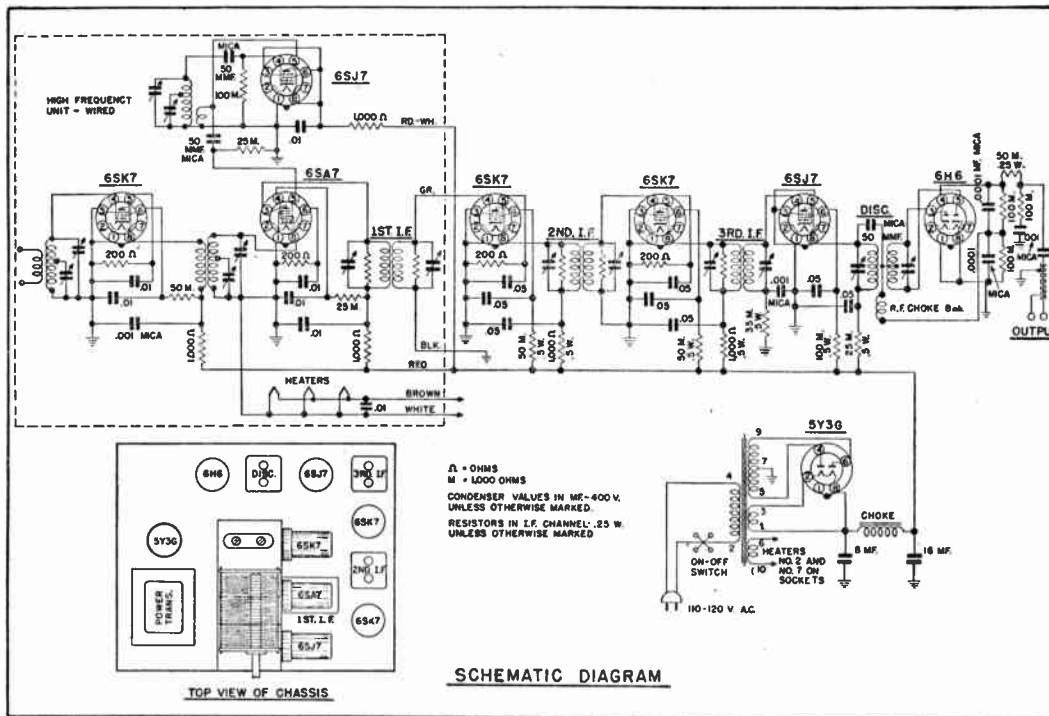 MICA
50
MMF.
100 M.
6SJ7
HIGH FREQUENCT
UNIT - WIRED
.01
1,000 Ω
RD.-WH.
50
MMF.
MICA
25 M.
6SK7
6SA7
GR.
6SK7
6SK7
6SJ7
6H6
.0001 MF. MICA
50 M.
.25 W.
100 M.
100 M.
.001
MICA
1ST I.F.
2ND. I.F.
3RD. I.F.
DISC.
MICA
50
MMF.
200 Ω
200 Ω
200 Ω
200 Ω
.0001
100 M.
MICA
.01
.01
50 M.
.01
.01
25 M.
.01
.001 MICA
.05
.05
.05
.05
.05
.05
.001
MICA
.05
.05
R.F. CHOKE 8 mh.
OUTPUT
1,000 Ω
1,000 Ω
BLK.
RED
50 M.
.5 W.
1,000 Ω
.5 W.
50 M.
.5 W.
1,000 Ω
.5 W.
35 M.
.5 W.
100 M.
.5 W.
25 M.
.5 W.
HEATERS
BROWN
.01
WHITE
6H6
DISC.
6SJ7
3RD. I.F
5Y3G
6SK7
6SK7
2ND I.F
6SA7
1ST. I.F.
6SK7
6SJ7
POWER
TRANS.
TOP VIEW OF CHASSIS
Ω = OHMS
M = 1,000 OHMS
CONDENSER VALUES IN MF.-400 V.
UNLESS OTHERWISE MARKED.
RESISTORS IN I.F. CHANNEL-.25 W.
UNLESS OTHERWISE MARKED
5Y3G
9
7
4
5
3
1
6
2
10
ON-OFF
SWITCH
HEATERS
NO. 2 AND
NO. 7 ON
SOCKETS
CHOKE
8 MF.
16 MF.
110-120 V. A.C.
SCHEMATIC DIAGRAM